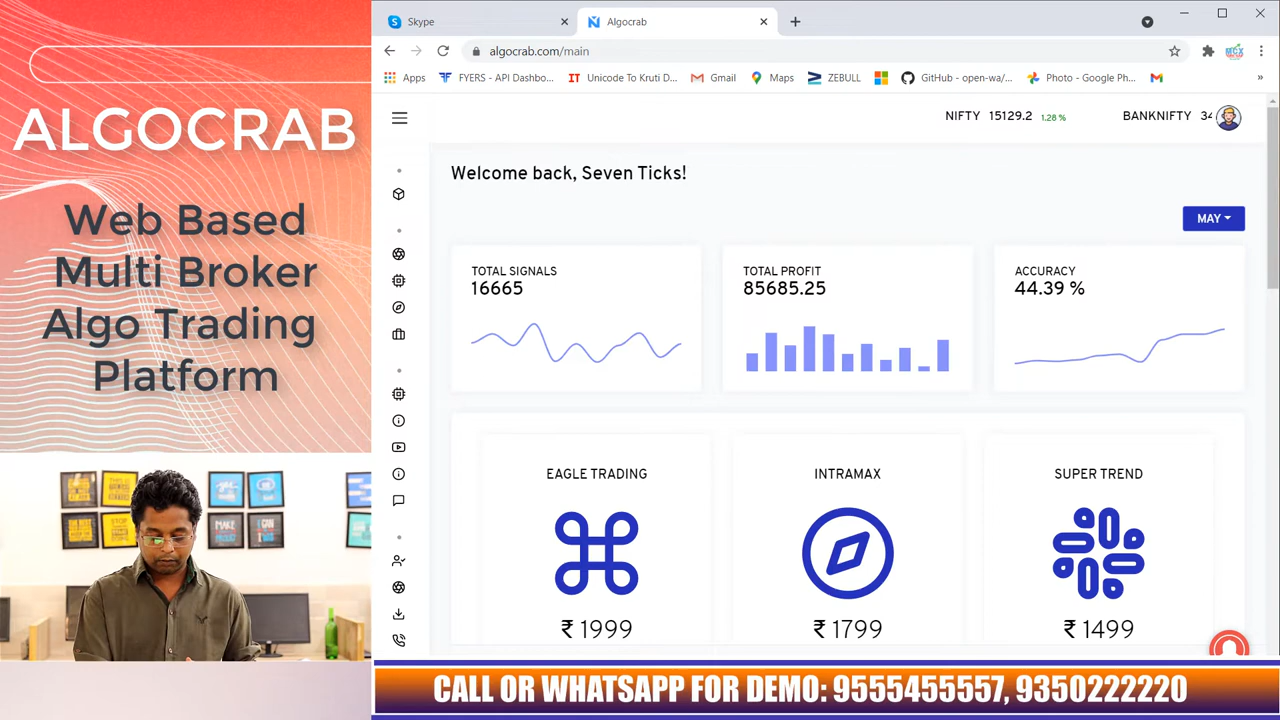 ALGOCRAB
Web Based
Multi Broker
Algo Trading
Platform
Skype
Algocrab
algocrab.com/main
Apps
FYERS - API Dashbo...
Unicode To Kruti D...
Gmail
Maps
ZEBULL
GitHub - open-wa/...
Photo - Google Ph...
NIFTY 15129.2 1.28 %
BANKNIFTY 34
Welcome back, Seven Ticks!
MAY
TOTAL SIGNALS
16665
TOTAL PROFIT
85685.25
ACCURACY
44.39 %
EAGLE TRADING
INTRAMAX
SUPER TREND
₹ 1999
₹ 1799
₹ 1499
CALL OR WHATSAPP FOR DEMO: 9555455557, 9350222220